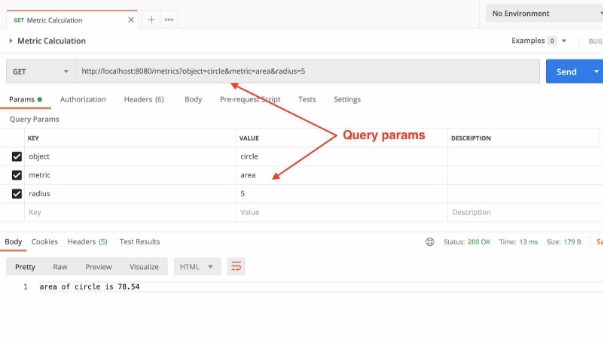 GET Metric Calculation
No Environment
Metric Calculation
Examples 0
GET http://localhost:8080/metrics?object=circle&metric=area&radius=5 Send
Params Authorization Headers (6) Body Pre-request Script Tests Settings
Query Params
Query params
KEY VALUE DESCRIPTION
object circle
metric area
radius 5
Key Value Description
Body Cookies Headers (5) Test Results Status: 200 OK Time: 13 ms Size: 179 B
Pretty Raw Preview Visualize HTML
1 area of circle is 78.54